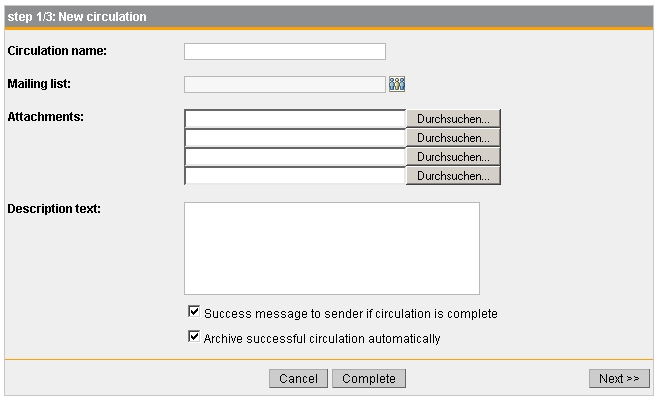 step 1/3: New circulation
Circulation name:
Mailing list:
Attachments:
Durchsuchen...
Durchsuchen...
Durchsuchen...
Durchsuchen...
Description text:
Success message to sender if circulation is complete
Archive successful circulation automatically
Cancel Complete Next >>